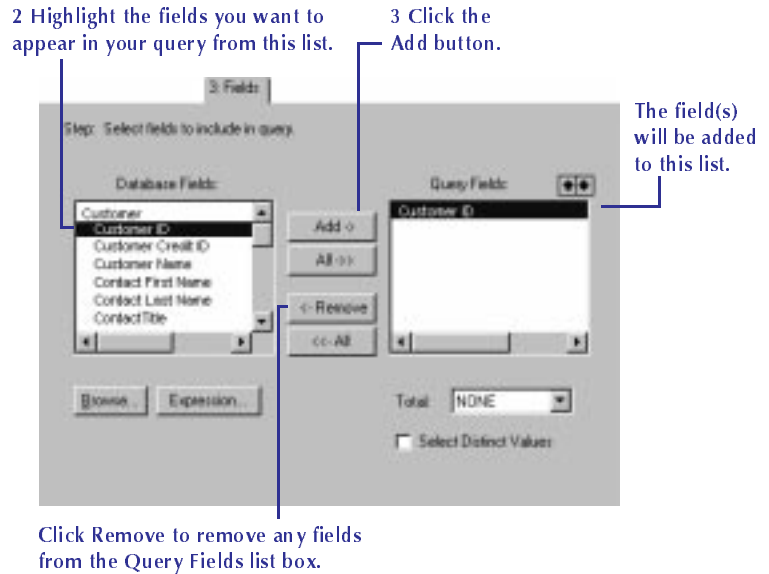 2 Highlight the fields you want to
appear in your query from this list.
3 Click the
Add button.
3: Fields
The field(s)
will be added
to this list.
Step: Select fields to include in query.
Database Fields:
Query Fields:
Customer
Customer ID
Customer Credit ID
Customer Name
Contact First Name
Contact Last Name
Contact Title
Add ->
All ->>
<- Remove
<<- All
Customer ID
Browse...
Expression...
Total:
NONE
Select Distinct Values
Click Remove to remove any fields
from the Query Fields list box.